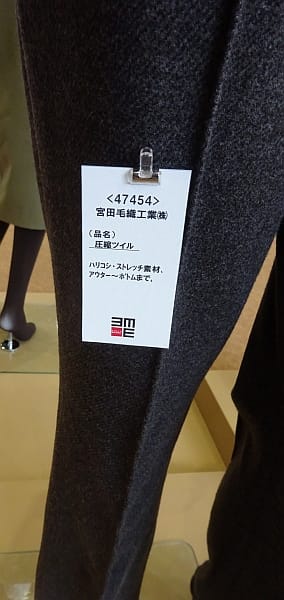 <47454>
宮田毛織工業㈱
（品名）
圧縮ツイル
ハリコシ・ストレッチ素材、
アウター～ボトムまで。